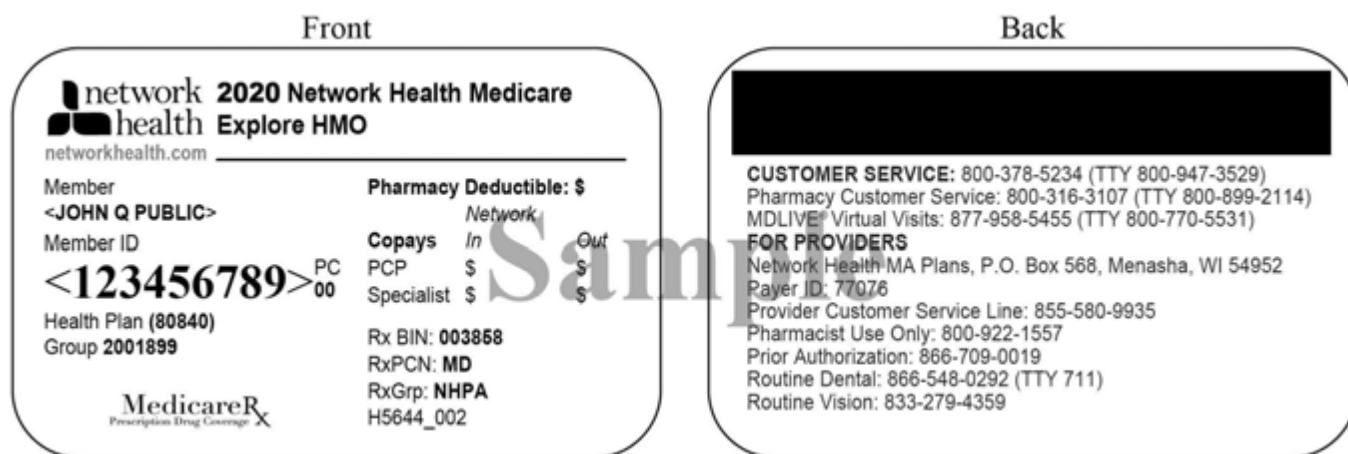 Front
network health
networkhealth.com
2020 Network Health Medicare
Explore HMO
Member
<JOHN Q PUBLIC>
Member ID
<123456789> PC 00
Health Plan (80840)
Group 2001899
MedicareRx
Prescription Drug Coverage
Pharmacy Deductible: $
Network
Copays In Out
PCP $ $
Specialist $ $
Rx BIN: 003858
RxPCN: MD
RxGrp: NHPA
H5644_002
Sample
Back
CUSTOMER SERVICE: 800-378-5234 (TTY 800-947-3529)
Pharmacy Customer Service: 800-316-3107 (TTY 800-899-2114)
MDLIVE Virtual Visits: 877-958-5455 (TTY 800-770-5531)
FOR PROVIDERS
Network Health MA Plans, P.O. Box 568, Menasha, WI 54952
Payer ID: 77076
Provider Customer Service Line: 855-580-9935
Pharmacist Use Only: 800-922-1557
Prior Authorization: 866-709-0019
Routine Dental: 866-548-0292 (TTY 711)
Routine Vision: 833-279-4359